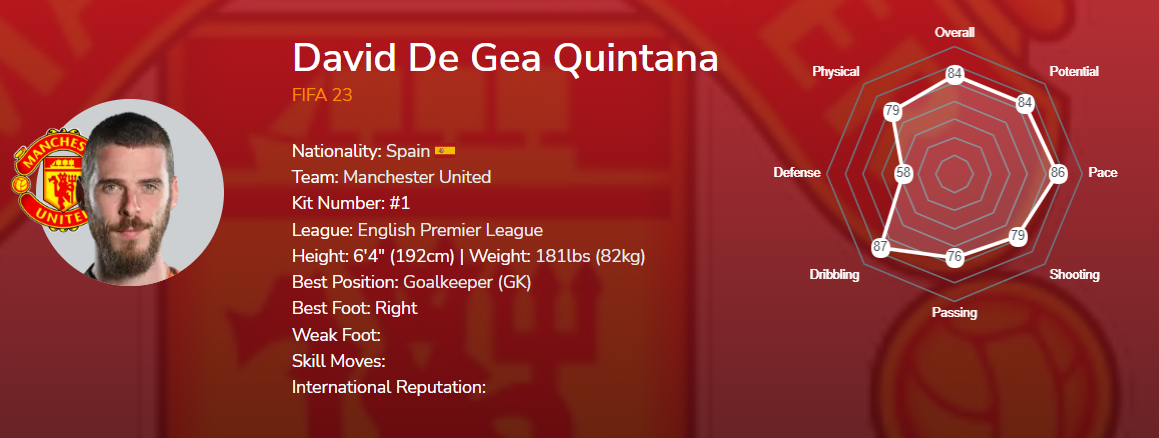 David De Gea Quintana
FIFA 23
Nationality: Spain
Team: Manchester United
Kit Number: #1
League: English Premier League
Height: 6'4" (192cm) | Weight: 181lbs (82kg)
Best Position: Goalkeeper (GK)
Best Foot: Right
Weak Foot:
Skill Moves:
International Reputation:
MANCHES
UNITE
Overall
84
Potential
84
Pace
86
Shooting
79
Passing
76
Dribbling
87
Defense
58
Physical
79